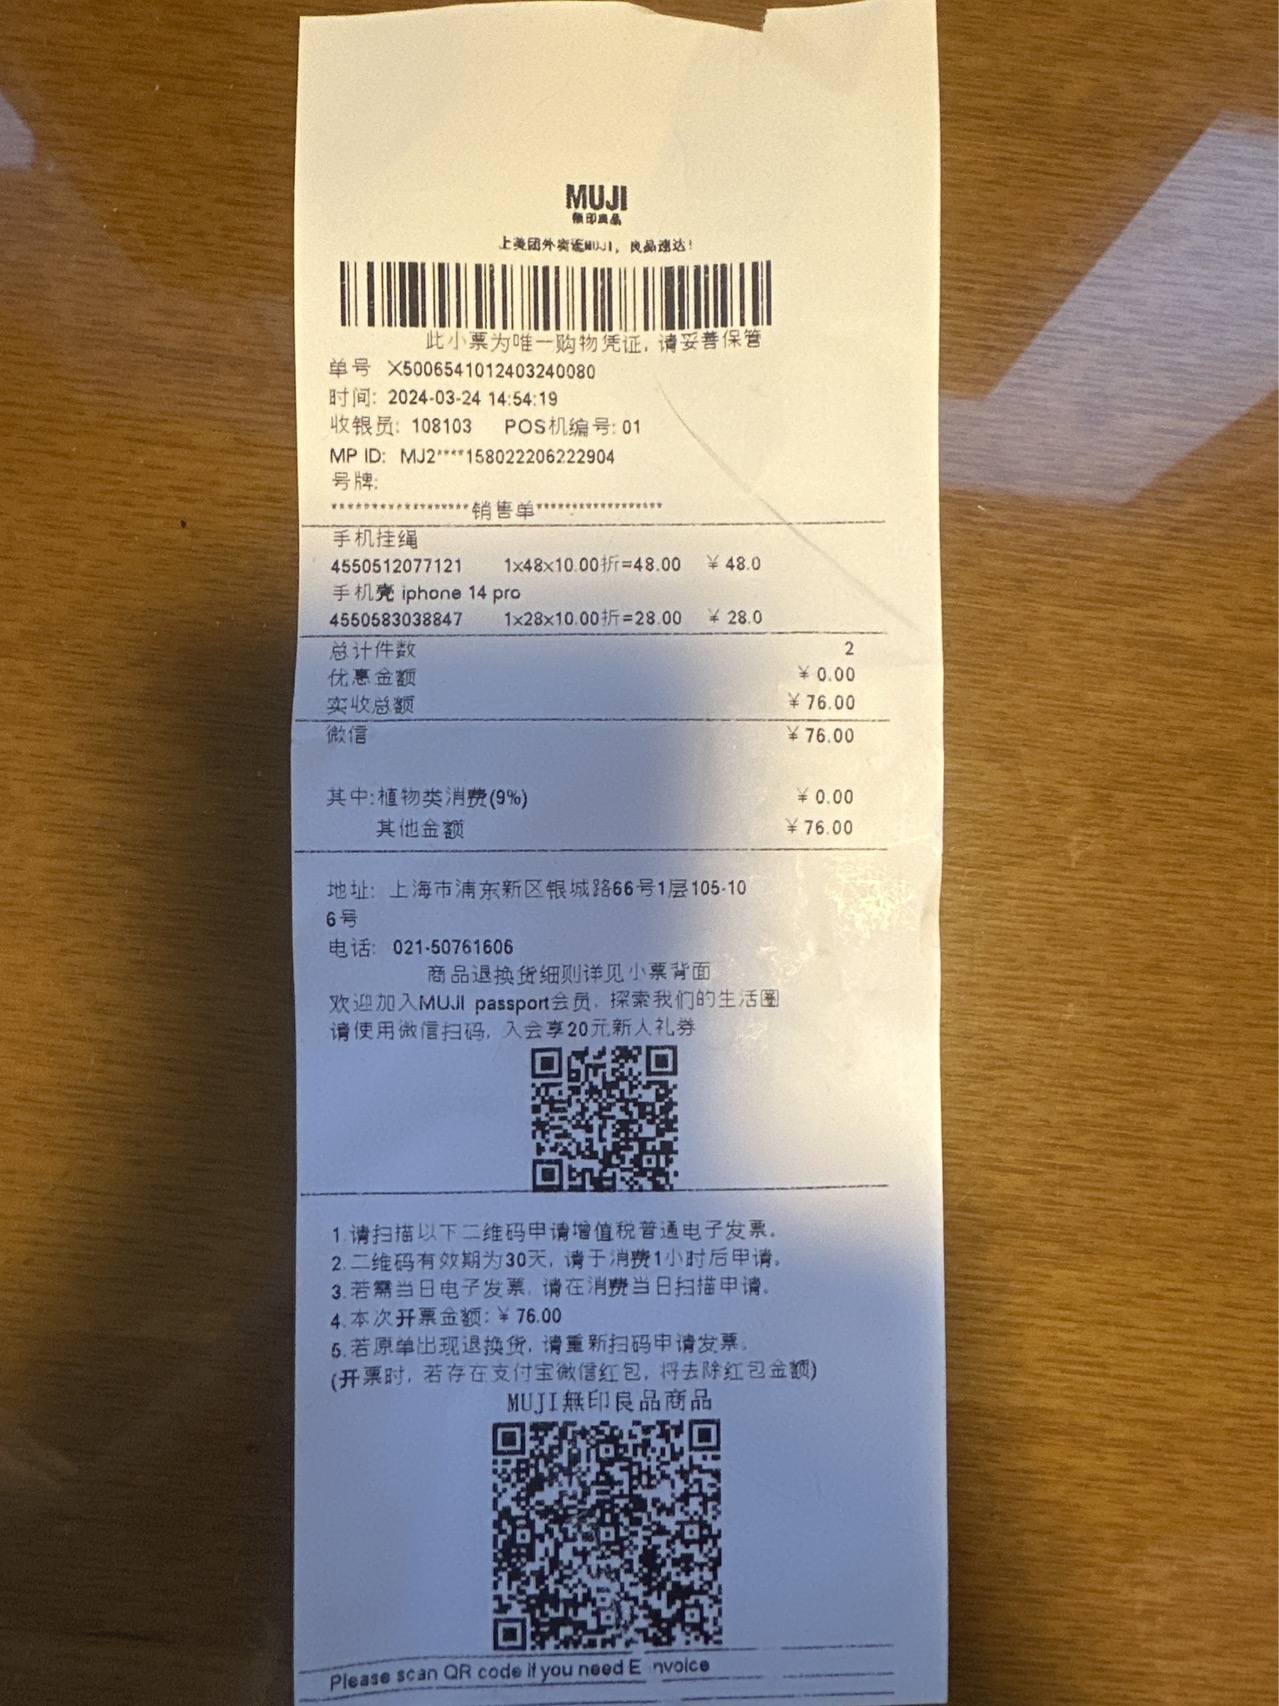 MUJI
無印良品
上美团外卖逛MUJI，良品速达！
此小票为唯一购物凭证, 请妥善保管
单号 X5006541012403240080
时间: 2024-03-24 14:54:19
收银员: 108103 POS机编号: 01
MP ID: MJ2****158022206222904
号牌:
*****************销售单****************
手机挂绳
4550512077121 1x48x10.00折=48.00 ¥ 48.0
手机壳 iphone 14 pro
4550583038847 1x28x10.00折=28.00 ¥ 28.0
总计件数 2
优惠金额 ¥ 0.00
实收总额 ¥ 76.00
微信 ¥ 76.00
其中:植物类消费(9%) ¥ 0.00
其他金额 ¥ 76.00
地址: 上海市浦东新区银城路66号1层105-10
6号
电话: 021-50761606
商品退换货细则详见小票背面
欢迎加入MUJI passport会员, 探索我们的生活圈
请使用微信扫码, 入会享20元新人礼券
1.请扫描以下二维码申请增值税普通电子发票。
2.二维码有效期为30天, 请于消费1小时后申请。
3.若需当日电子发票, 请在消费当日扫描申请。
4.本次开票金额: ¥ 76.00
5.若原单出现退换货, 请重新扫码申请发票。
(开票时, 若存在支付宝微信红包, 将去除红包金额)
MUJI無印良品商品
Please scan QR code if you need E nvoice